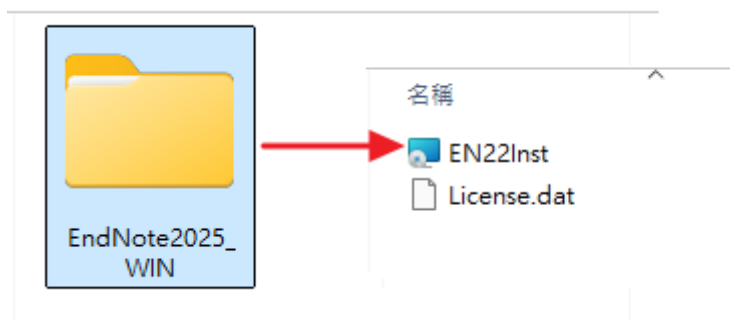 名稱
EN22Inst
License.dat
EndNote2025_
WIN